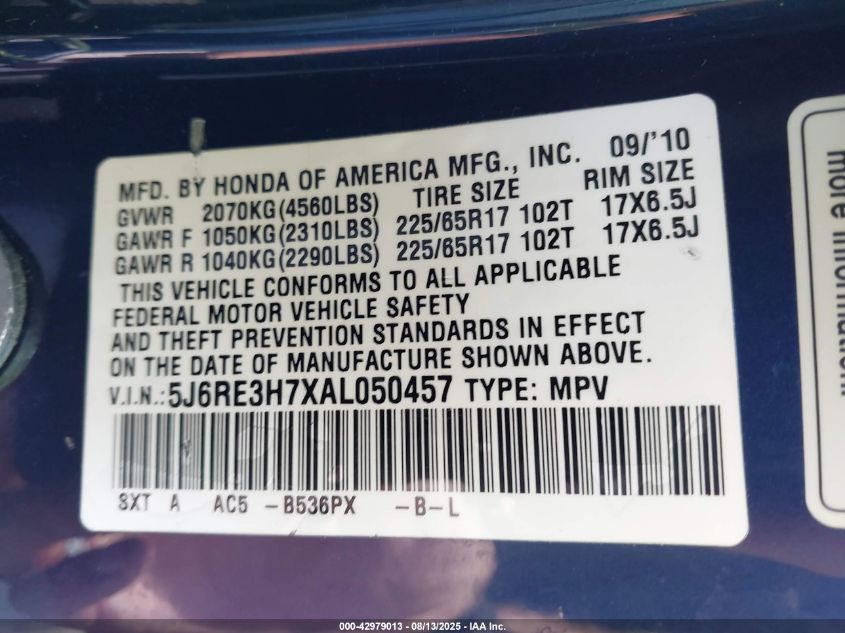 MFD. BY HONDA OF AMERICA MFG., INC. 09/'10
GVWR 2070KG(4560LBS) TIRE SIZE RIM SIZE
GAWR F 1050KG(2310LBS) 225/65R17 102T 17X6.5J
GAWR R 1040KG(2290LBS) 225/65R17 102T 17X6.5J
THIS VEHICLE CONFORMS TO ALL APPLICABLE
FEDERAL MOTOR VEHICLE SAFETY
AND THEFT PREVENTION STANDARDS IN EFFECT
ON THE DATE OF MANUFACTURE SHOWN ABOVE.
V.I.N.: 5J6RE3H7XAL050457 TYPE: MPV
SXT A AC5 -B536PX -B-L
more information
000-42979013 - 08/13/2025 - IAA Inc.